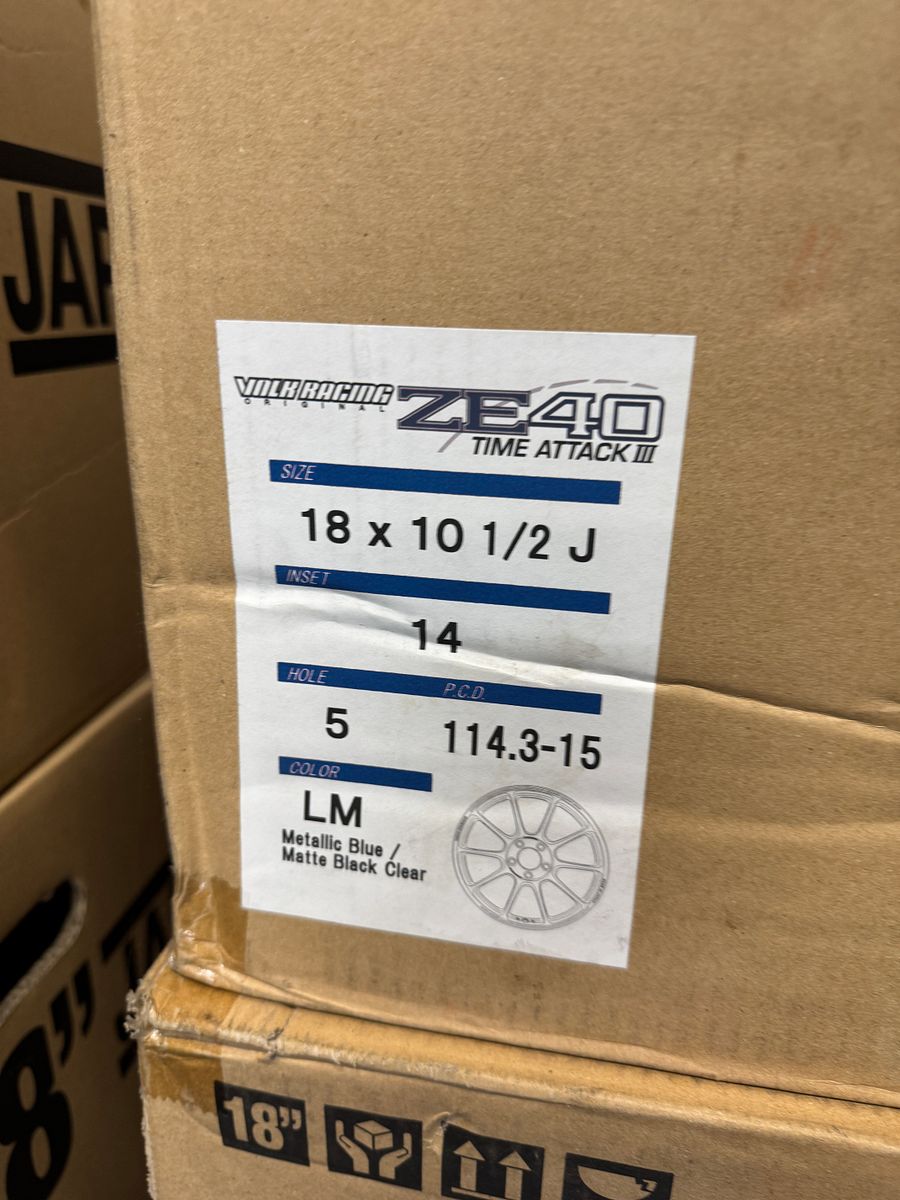 VOLK RACING
ORIGINAL
ZE40
TIME ATTACK III
SIZE
18 x 10 1/2 J
INSET
14
HOLE P.C.D.
5 114.3-15
COLOR
LM
Metallic Blue /
Matte Black Clear
18”
8”